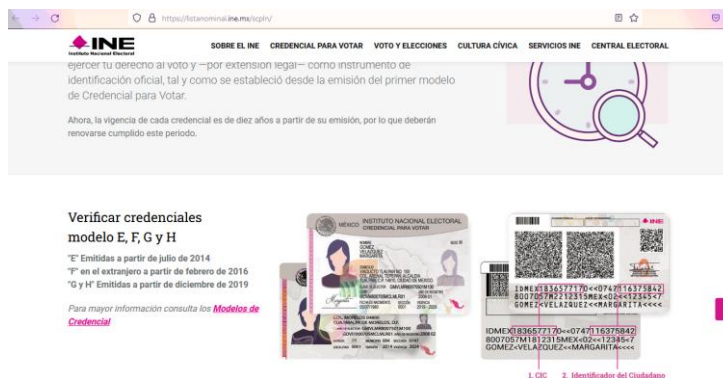 https://listanominal.ine.mx/scpln/
INE
Instituto Nacional Electoral
SOBRE EL INE CREDENCIAL PARA VOTAR VOTO Y ELECCIONES CULTURA CÍVICA SERVICIOS INE CENTRAL ELECTORAL
ejercer tu derecho al voto y —por extensión legal— como instrumento de
identificación oficial, tal y como se estableció desde la emisión del primer modelo
de Credencial para Votar.
Ahora, la vigencia de cada credencial es de diez años a partir de su emisión, por lo que deberán
renovarse cumplido este periodo.
Verificar credenciales
modelo E, F, G y H
"E" Emitidas a partir de julio de 2014
"F" en el extranjero a partir de febrero de 2016
"G y H" Emitidas a partir de diciembre de 2019
Para mayor información consulta los Modelos de
Credencial
MÉXICO INSTITUTO NACIONAL ELECTORAL
CREDENCIAL PARA VOTAR
NOMBRE
GOMEZ
VELAZQUEZ
MARGARITA
DOMICILIO
INE
IDMEX1836577170<<0747116375842
8007057M2212315MEX<02<<12345<7
GOMEZ<VELAZQUEZ<<MARGARITA<<<<
IDMEX1836577170<<0747116375842
8007057M1812315MEX<02<<12345<7
GOMEZ<VELAZQUEZ<<MARGARITA<<<<
1. CIC 2. Identificador del Ciudadano